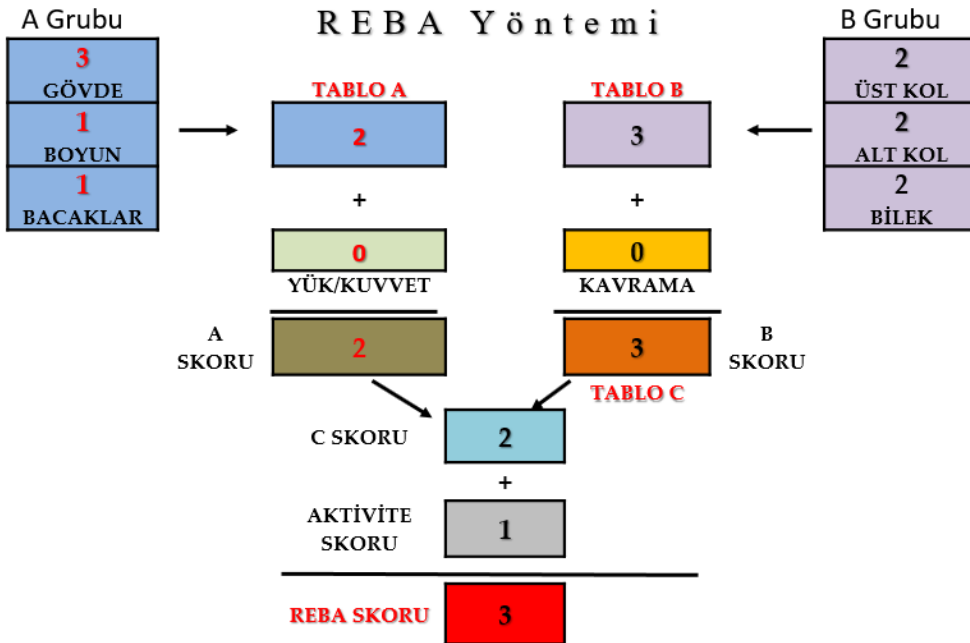 A Grubu
REBA Yöntemi
B Grubu
3
GÖVDE
1
BOYUN
1
BACAKLAR
TABLO A
2
+
0
YÜK/KUVVET
A
SKORU
2
TABLO B
3
+
0
KAVRAMA
3
B
SKORU
2
ÜST KOL
2
ALT KOL
2
BİLEK
TABLO C
C SKORU
2
+
AKTİVİTE
SKORU
1
REBA SKORU
3